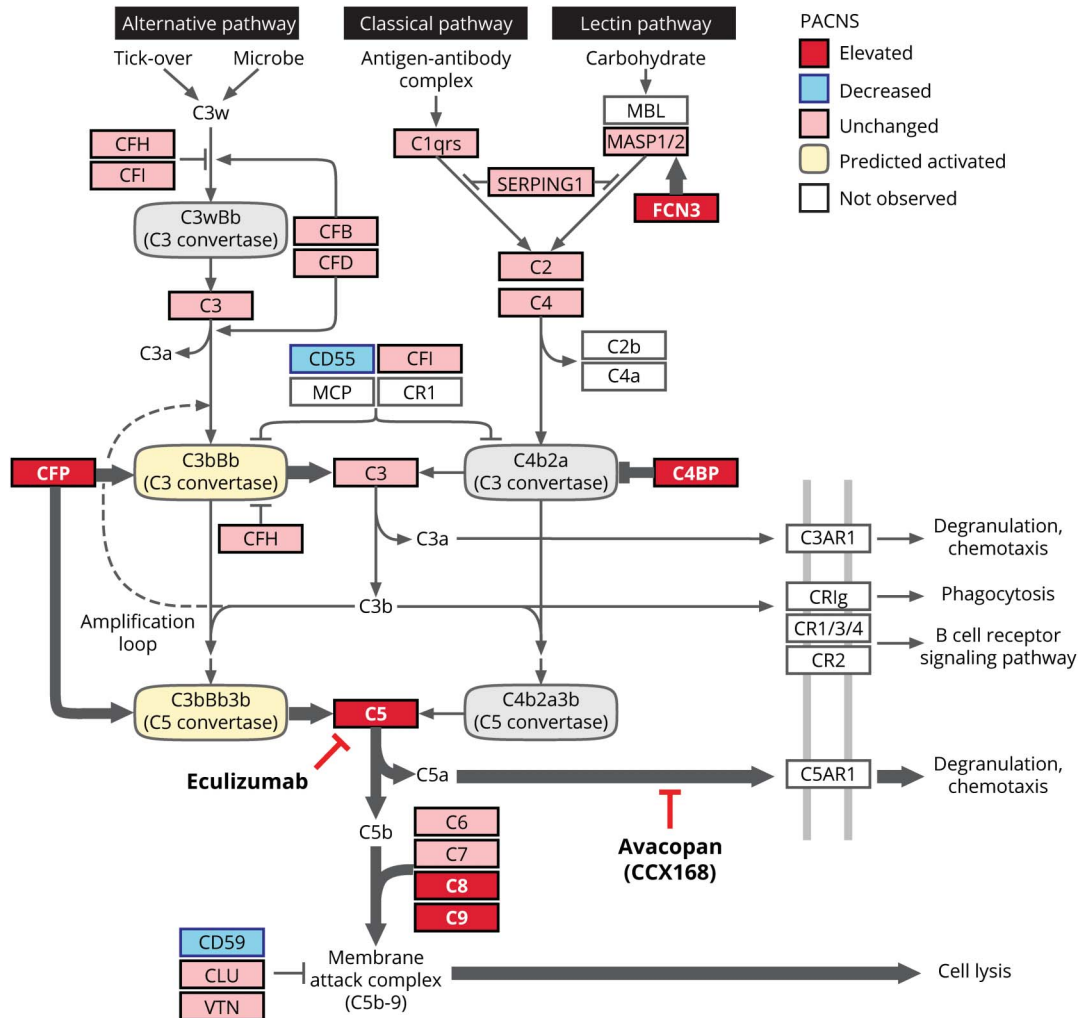 Alternative pathway
Classical pathway
Lectin pathway
PACNS
Elevated
Decreased
Unchanged
Predicted activated
Not observed
Tick-over
Microbe
Antigen-antibody
complex
Carbohydrate
C3w
MBL
CFH
CFI
C1qrs
MASP1/2
SERPING1
FCN3
C3wBb
(C3 convertase)
CFB
CFD
C2
C4
C3
C3a
CD55
CFI
MCP
CR1
C2b
C4a
CFP
C3bBb
(C3 convertase)
C3
C4b2a
(C3 convertase)
C4BP
CFH
C3a
C3AR1
Degranulation,
chemotaxis
C3b
CRIg
Phagocytosis
Amplification
loop
CR1/3/4
CR2
B cell receptor
signaling pathway
C3bBb3b
(C5 convertase)
C5
C4b2a3b
(C5 convertase)
Eculizumab
C5a
C5AR1
Degranulation,
chemotaxis
C5b
C6
C7
C8
C9
Avacopan
(CCX168)
CD59
CLU
VTN
Membrane
attack complex
(C5b-9)
Cell lysis